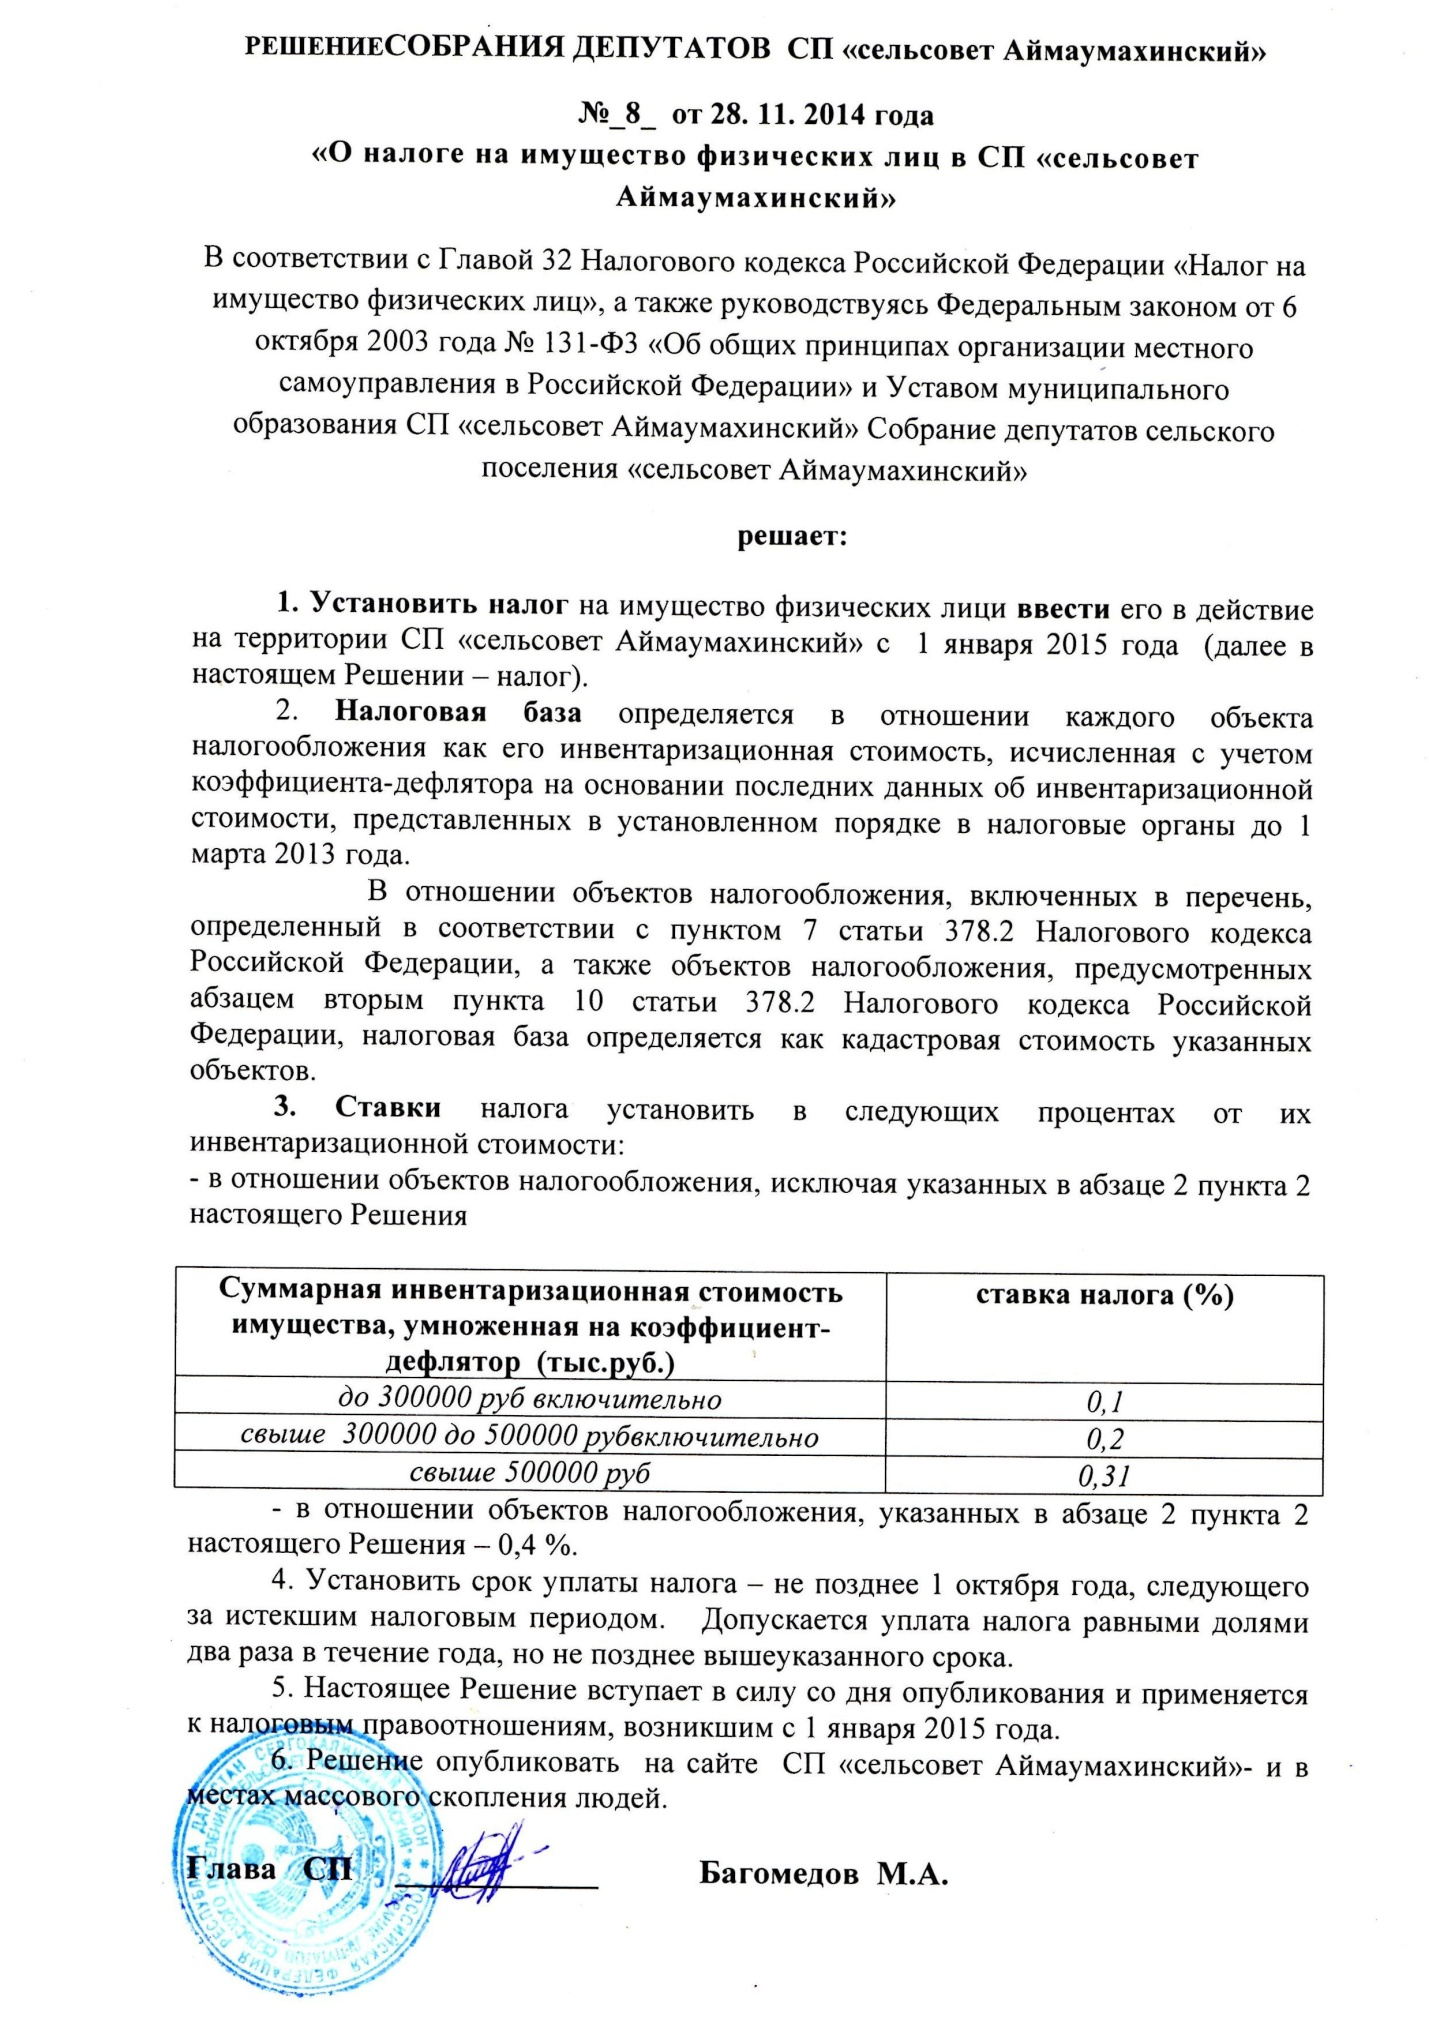 РЕШЕНИЕСОБРАНИЯ ДЕПУТАТОВ СП «сельсовет Аймаумахинский»
№_8_ от 28. 11. 2014 года
«О налоге на имущество физических лиц в СП «сельсовет
Аймаумахинский»
В соответствии с Главой 32 Налогового кодекса Российской Федерации «Налог на
имущество физических лиц», а также руководствуясь Федеральным законом от 6
октября 2003 года № 131-ФЗ «Об общих принципах организации местного
самоуправления в Российской Федерации» и Уставом муниципального
образования СП «сельсовет Аймаумахинский» Собрание депутатов сельского
поселения «сельсовет Аймаумахинский»
решает:
1. Установить налог на имущество физических лици ввести его в действие
на территории СП «сельсовет Аймаумахинский» с 1 января 2015 года (далее в
настоящем Решении – налог).
2. Налоговая база определяется в отношении каждого объекта
налогообложения как его инвентаризационная стоимость, исчисленная с учетом
коэффициента-дефлятора на основании последних данных об инвентаризационной
стоимости, представленных в установленном порядке в налоговые органы до 1
марта 2013 года.
В отношении объектов налогообложения, включенных в перечень,
определенный в соответствии с пунктом 7 статьи 378.2 Налогового кодекса
Российской Федерации, а также объектов налогообложения, предусмотренных
абзацем вторым пункта 10 статьи 378.2 Налогового кодекса Российской
Федерации, налоговая база определяется как кадастровая стоимость указанных
объектов.
3. Ставки налога установить в следующих процентах от их
инвентаризационной стоимости:
- в отношении объектов налогообложения, исключая указанных в абзаце 2 пункта 2
настоящего Решения
Суммарная инвентаризационная стоимость
имущества, умноженная на коэффициент-
дефлятор (тыс.руб.)
ставка налога (%)
до 300000 руб включительно
0,1
свыше 300000 до 500000 рубвключительно
0,2
свыше 500000 руб
0,31
- в отношении объектов налогообложения, указанных в абзаце 2 пункта 2
настоящего Решения – 0,4 %.
4. Установить срок уплаты налога – не позднее 1 октября года, следующего
за истекшим налоговым периодом. Допускается уплата налога равными долями
два раза в течение года, но не позднее вышеуказанного срока.
5. Настоящее Решение вступает в силу со дня опубликования и применяется
к налоговым правоотношениям, возникшим с 1 января 2015 года.
6. Решение опубликовать на сайте СП «сельсовет Аймаумахинский»- и в
местах массового скопления людей.
Глава СП ____________ Багомедов М.А.
РОССИЙСКАЯ ФЕДЕРАЦИЯ РЕСПУБЛИКА ДАГЕСТАН СЕРГОКАЛИНСКИЙ РАЙОН